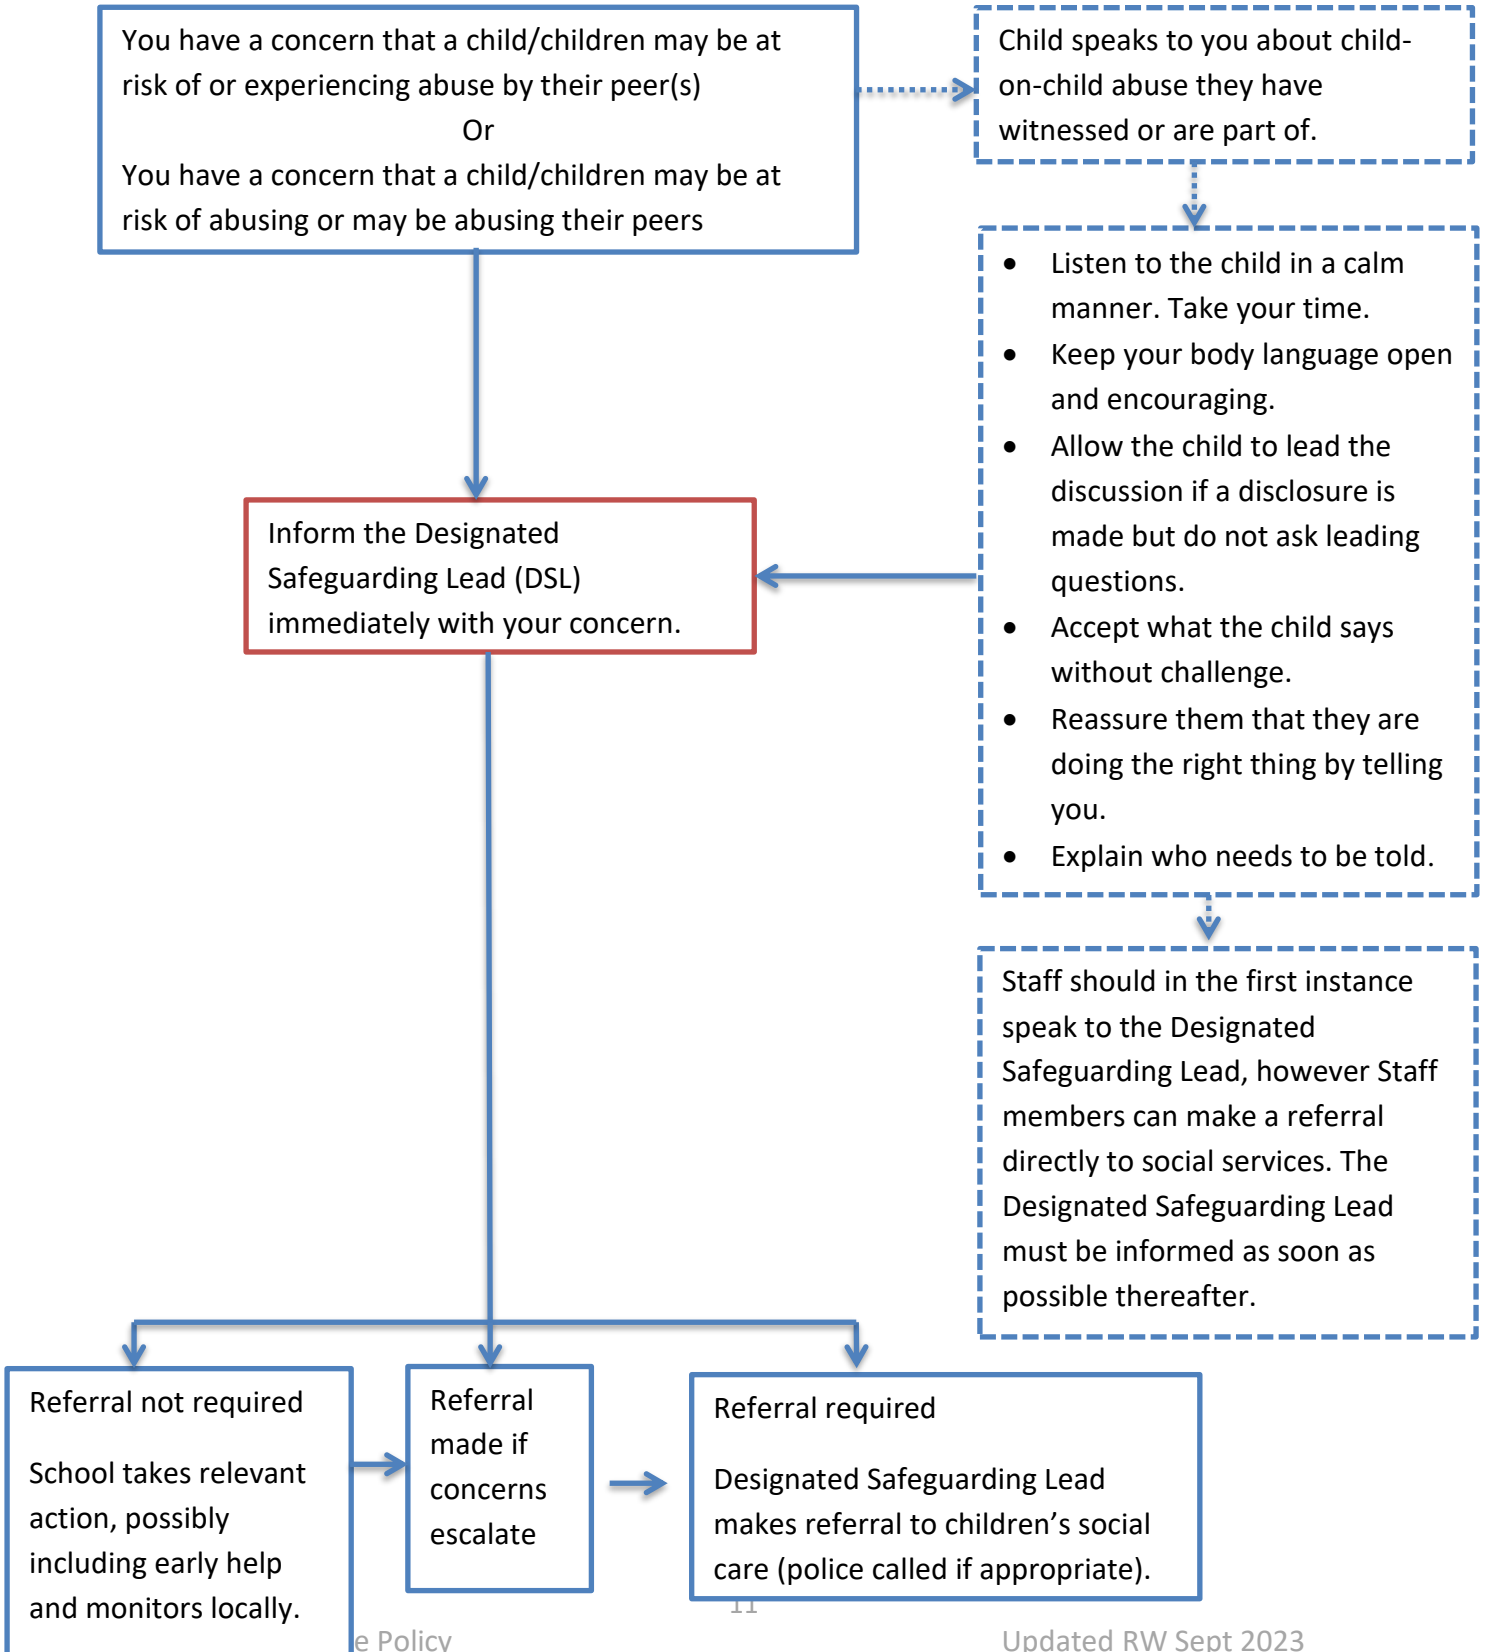 You have a concern that a child/children may be at
risk of or experiencing abuse by their peer(s)
Or
You have a concern that a child/children may be at
risk of abusing or may be abusing their peers
Child speaks to you about child-
on-child abuse they have
witnessed or are part of.
• Listen to the child in a calm
manner. Take your time.
• Keep your body language open
and encouraging.
• Allow the child to lead the
discussion if a disclosure is
made but do not ask leading
questions.
• Accept what the child says
without challenge.
• Reassure them that they are
doing the right thing by telling
you.
• Explain who needs to be told.
Inform the Designated
Safeguarding Lead (DSL)
immediately with your concern.
Staff should in the first instance
speak to the Designated
Safeguarding Lead, however Staff
members can make a referral
directly to social services. The
Designated Safeguarding Lead
must be informed as soon as
possible thereafter.
Referral not required
School takes relevant
action, possibly
including early help
and monitors locally.
Referral
made if
concerns
escalate
Referral required
Designated Safeguarding Lead
makes referral to children’s social
care (police called if appropriate).
11
e Policy
Updated RW Sept 2023